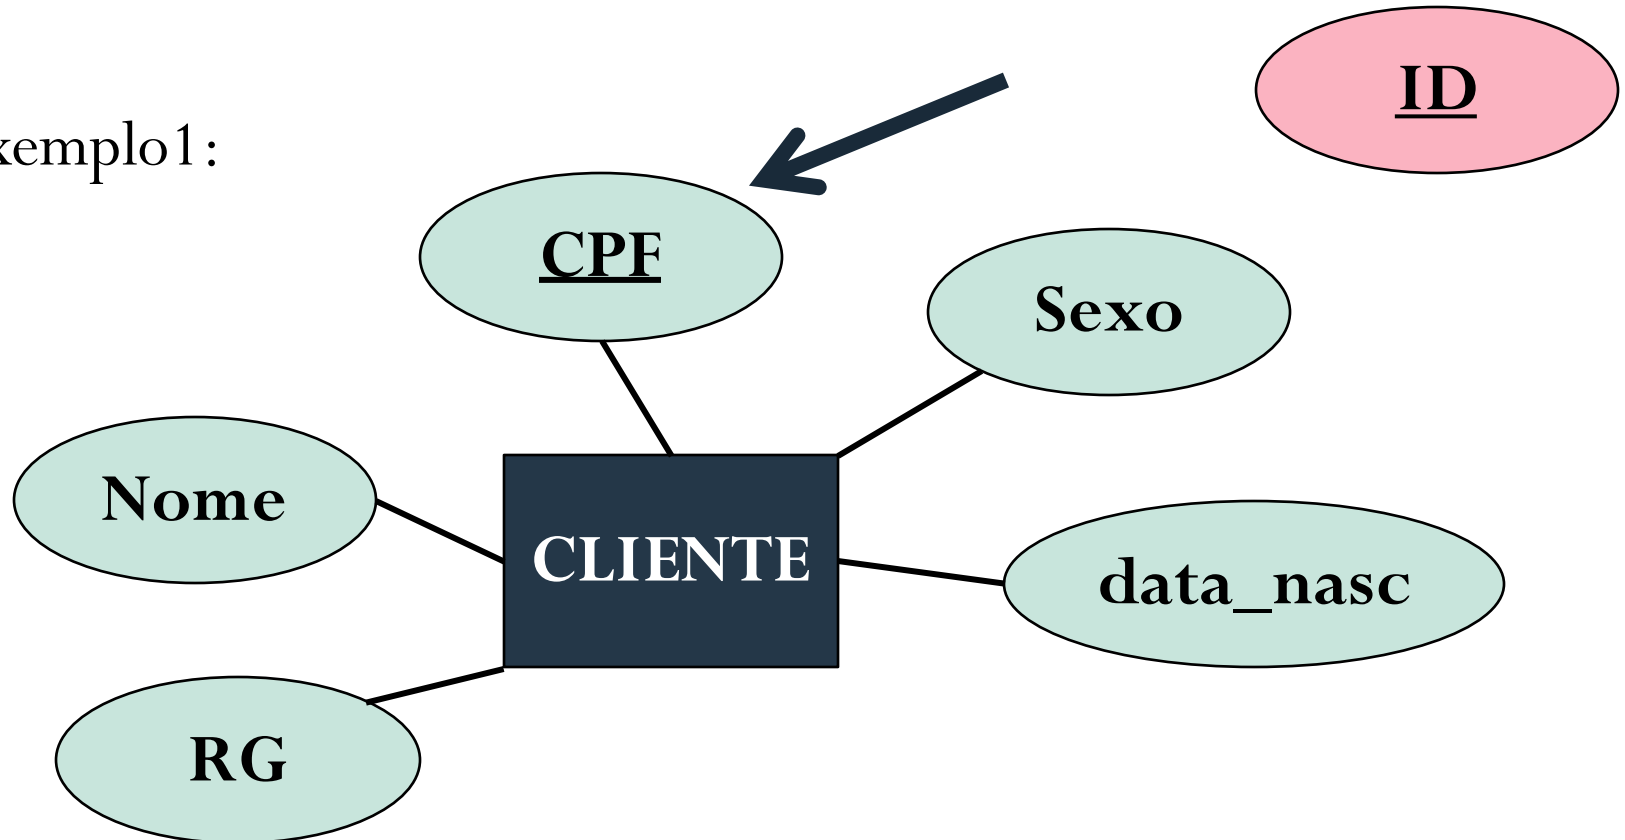 ID
xemplo1:
CPF
Sexo
Nome
CLIENTE
data_nasc
RG